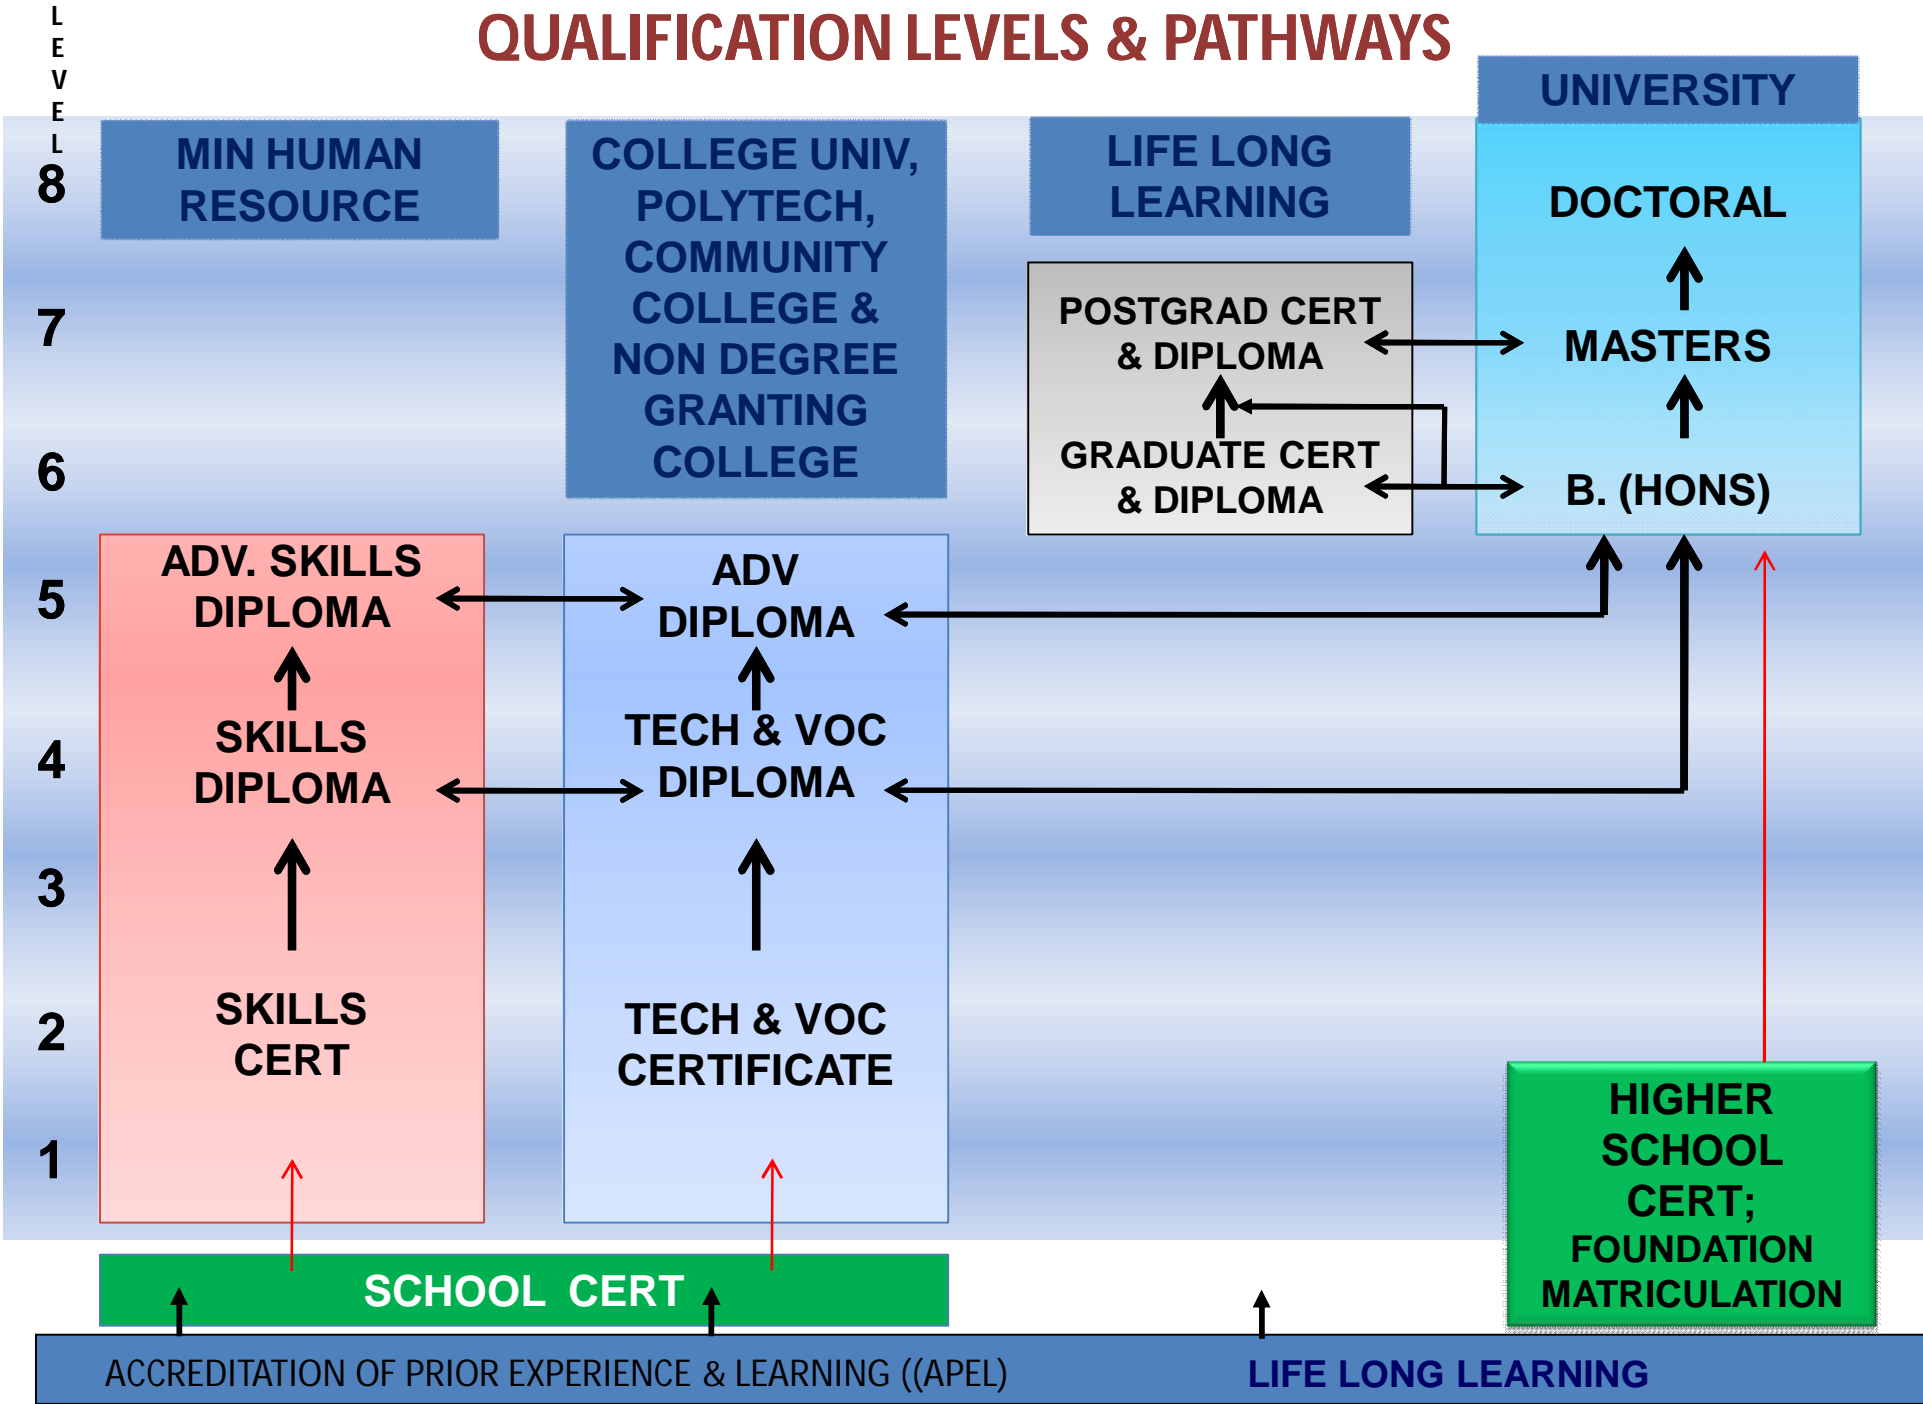 QUALIFICATION LEVELS & PATHWAYS
L
E
V
E
L
8
7
6
5
4
3
2
1
MIN HUMAN
RESOURCE
ADV. SKILLS
DIPLOMA
SKILLS
DIPLOMA
SKILLS
CERT
COLLEGE UNIV,
POLYTECH,
COMMUNITY
COLLEGE &
NON DEGREE
GRANTING
COLLEGE
ADV
DIPLOMA
TECH & VOC
DIPLOMA
TECH & VOC
CERTIFICATE
LIFE LONG
LEARNING
POSTGRAD CERT
& DIPLOMA
GRADUATE CERT
& DIPLOMA
UNIVERSITY
DOCTORAL
MASTERS
B. (HONS)
HIGHER
SCHOOL
CERT;
FOUNDATION
MATRICULATION
SCHOOL CERT
ACCREDITATION OF PRIOR EXPERIENCE & LEARNING ((APEL)
LIFE LONG LEARNING